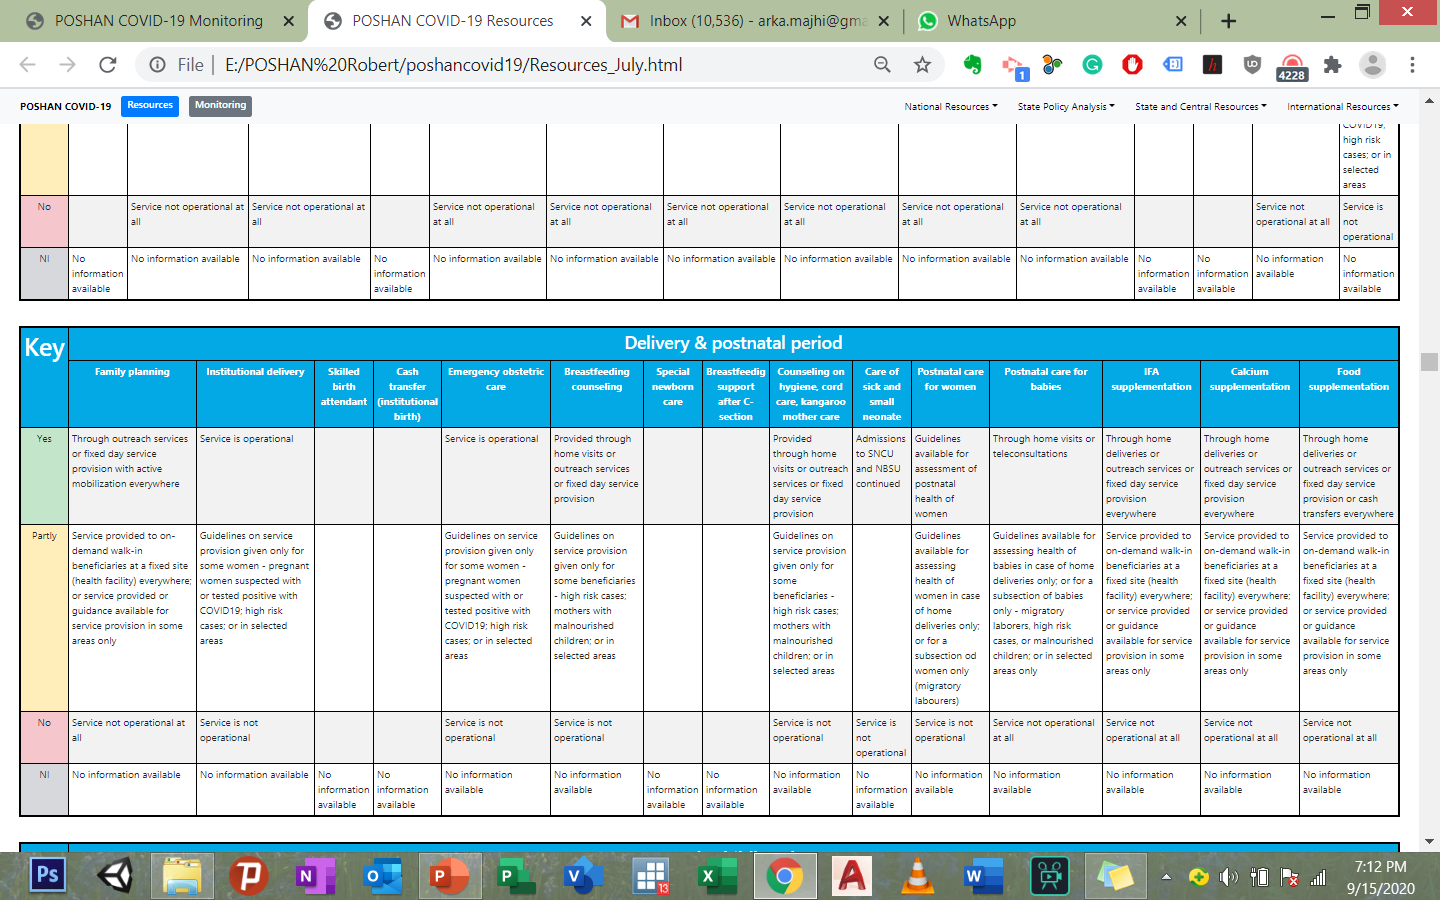 POSHAN COVID-19 Monitoring
POSHAN COVID-19 Resources
Inbox (10,536) - arka.majhi@gma
WhatsApp
File
E:/POSHAN%20Robert/poshancovid19/Resources_July.html
1
4228
POSHAN COVID-19
Resources
Monitoring
National Resources
State Policy Analysis
State and Central Resources
International Resources
COVID19;
high risk
cases; or in
selected
areas
No
Service not operational at
all
Service not operational at
all
Service not operational
at all
Service not operational
at all
Service not operational
at all
Service not operational
at all
Service not operational
at all
Service not operational
at all
Service not
operational at all
Service is
not
operational
NI
No
information
available
No information available
No information available
No
information
available
No information available
No information available
No information available
No information available
No information available
No information available
No
information
available
No
information
available
No information
available
No
information
available
Key
Delivery & postnatal period
Family planning
Institutional delivery
Skilled
birth
attendant
Cash
transfer
(institutional
birth)
Emergency obstetric
care
Breastfeeding
counseling
Special
newborn
care
Breastfeedig
support
after C-
section
Counseling on
hygiene, cord
care, kangaroo
mother care
Care of
sick and
small
neonate
Postnatal care
for women
Postnatal care for
babies
IFA
supplementation
Calcium
supplementation
Food
supplementation
Yes
Through outreach services
or fixed day service
provision with active
mobilization everywhere
Service is operational
Service is operational
Provided through
home visits or
outreach services
or fixed day service
provision
Provided
through home
visits or outreach
services or fixed
day service
provision
Admissions
to SNCU
and NBSU
continued
Guidelines
available for
assessment of
postnatal
health of
women
Through home visits or
teleconsultations
Through home
deliveries or
outreach services or
fixed day service
provision
everywhere
Through home
deliveries or
outreach services or
fixed day service
provision
everywhere
Through home
deliveries or
outreach services or
fixed day service
provision or cash
transfers everywhere
Partly
Service provided to on-
demand walk-in
beneficiaries at a fixed site
(health facility) everywhere;
or service provided or
guidance available for
service provision in some
areas only
Guidelines on service
provision given only for
some women - pregnant
women suspected with
or tested positive with
COVID19; high risk
cases; or in selected
areas
Guidelines on service
provision given only
for some women -
pregnant women
suspected with or
tested positive with
COVID19; high risk
cases; or in selected
areas
Guidelines on
service provision
given only for
some beneficiaries
- high risk cases;
mothers with
malnourished
children; or in
selected areas
Guidelines on
service provision
given only for
some
beneficiaries -
high risk cases;
mothers with
malnourished
children; or in
selected areas
Guidelines
available for
assessing
health of
women in case
of home
deliveries only;
or for a
subsection od
women only
(migratory
labourers)
Guidelines available for
assessing health of
babies in case of home
deliveries only; or for a
subsection of babies
only - migratory
laborers, high risk
cases, or malnourished
children; or in selected
areas only
Service provided to
on-demand walk-in
beneficiaries at a
fixed site (health
facility) everywhere;
or service provided
or guidance
available for service
provision in some
areas only
Service provided to
on-demand walk-in
beneficiaries at a
fixed site (health
facility) everywhere;
or service provided
or guidance
available for service
provision in some
areas only
Service provided to
on-demand walk-in
beneficiaries at a
fixed site (health
facility) everywhere;
or service provided
or guidance
available for service
provision in some
areas only
No
Service not operational at
all
Service is not
operational
Service is not
operational
Service is not
operational
Service is not
operational
Service is
not
operational
Service is not
operational
Service not operational
at all
Service not
operational at all
Service not
operational at all
Service not
operational at all
NI
No information available
No information available
No
information
available
No
information
available
No information
available
No information
available
No
information
available
No
information
available
No information
available
No
information
available
No information
available
No information
available
No information
available
No information
available
No information
available
7:12 PM
9/15/2020